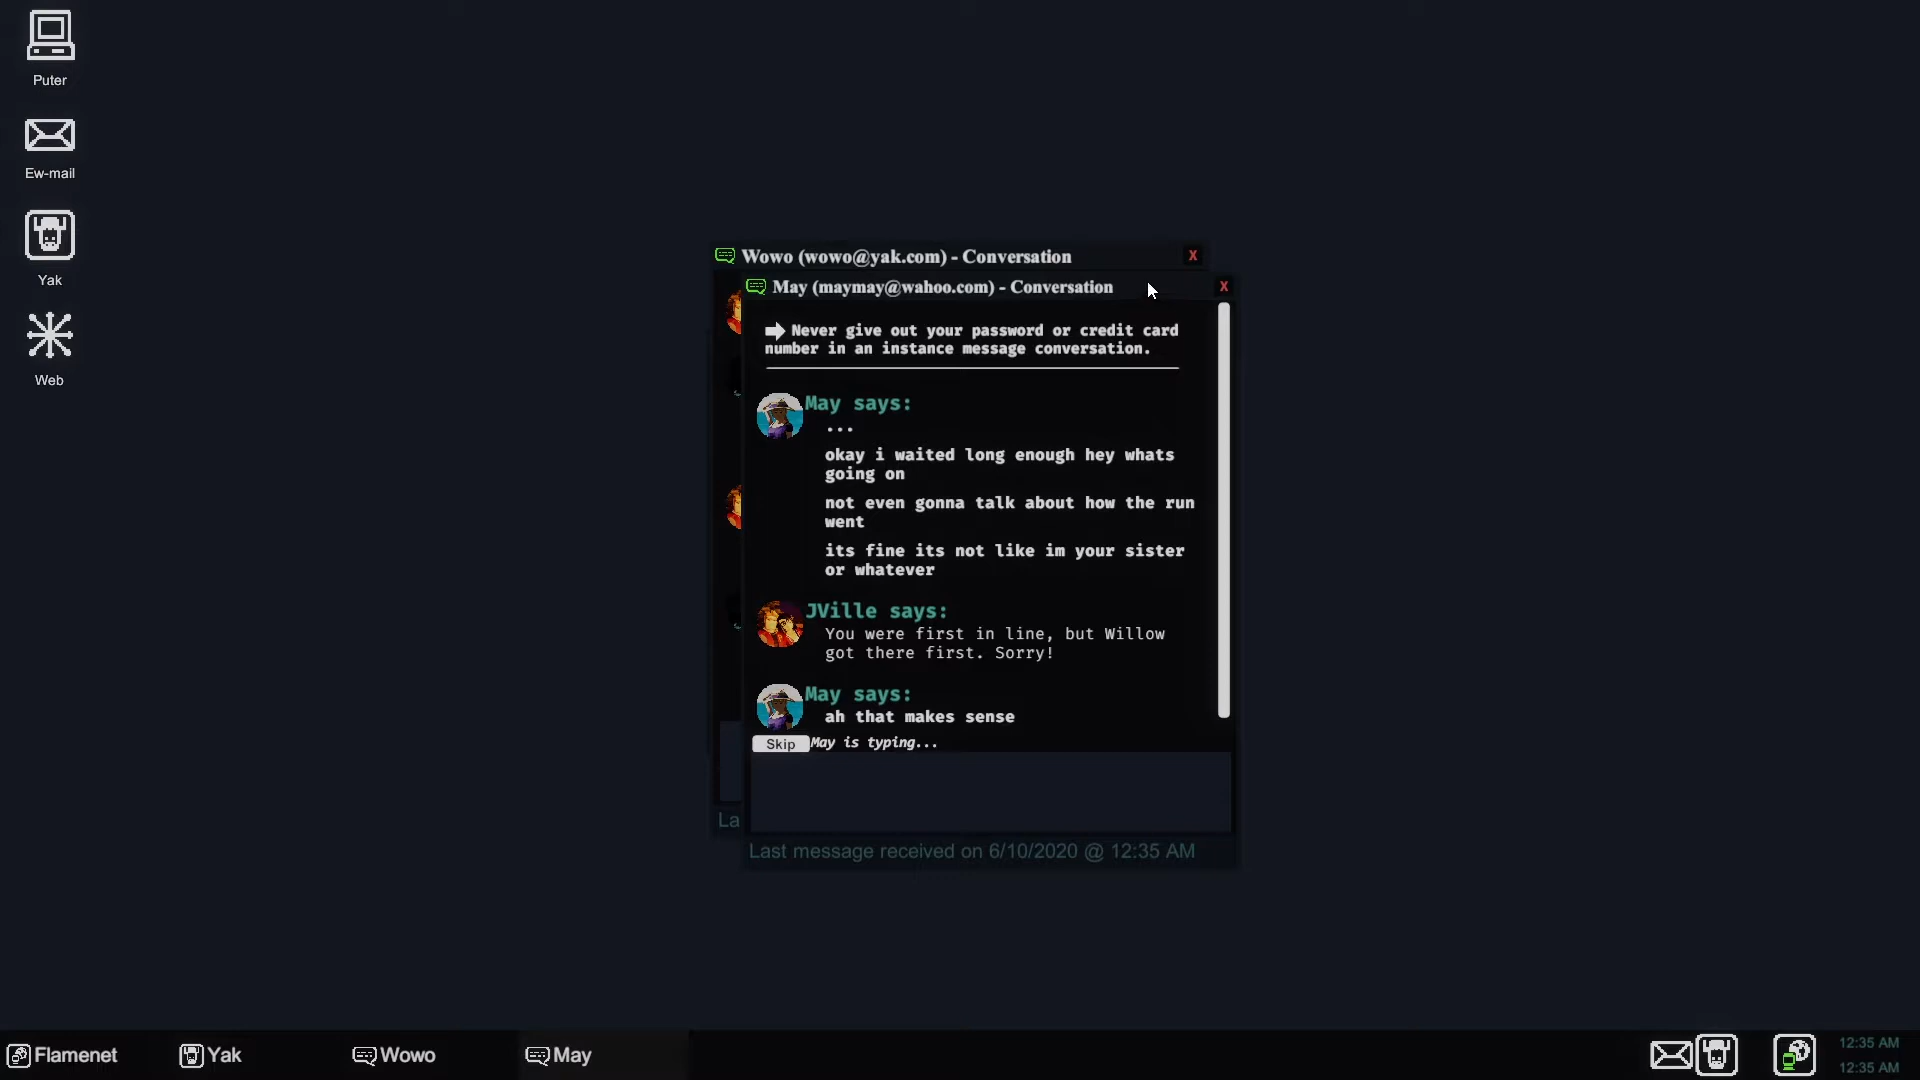 Puter
Ew-mail
Yak
Web
Wowo (wowo@yak.com) - Conversation
X
May (maymay@wahoo.com) - Conversation
X
Never give out your password or credit card
number in an instance message conversation.
May says:
...
okay i waited long enough hey whats
going on
not even gonna talk about how the run
went
its fine its not like im your sister
or whatever
JVille says:
You were first in line, but Willow
got there first. Sorry!
May says:
ah that makes sense
Skip
May is typing...
La
Last message received on 6/10/2020 @ 12:35 AM
Flamenet
Yak
Wowo
May
12:35 AM
12:35 AM